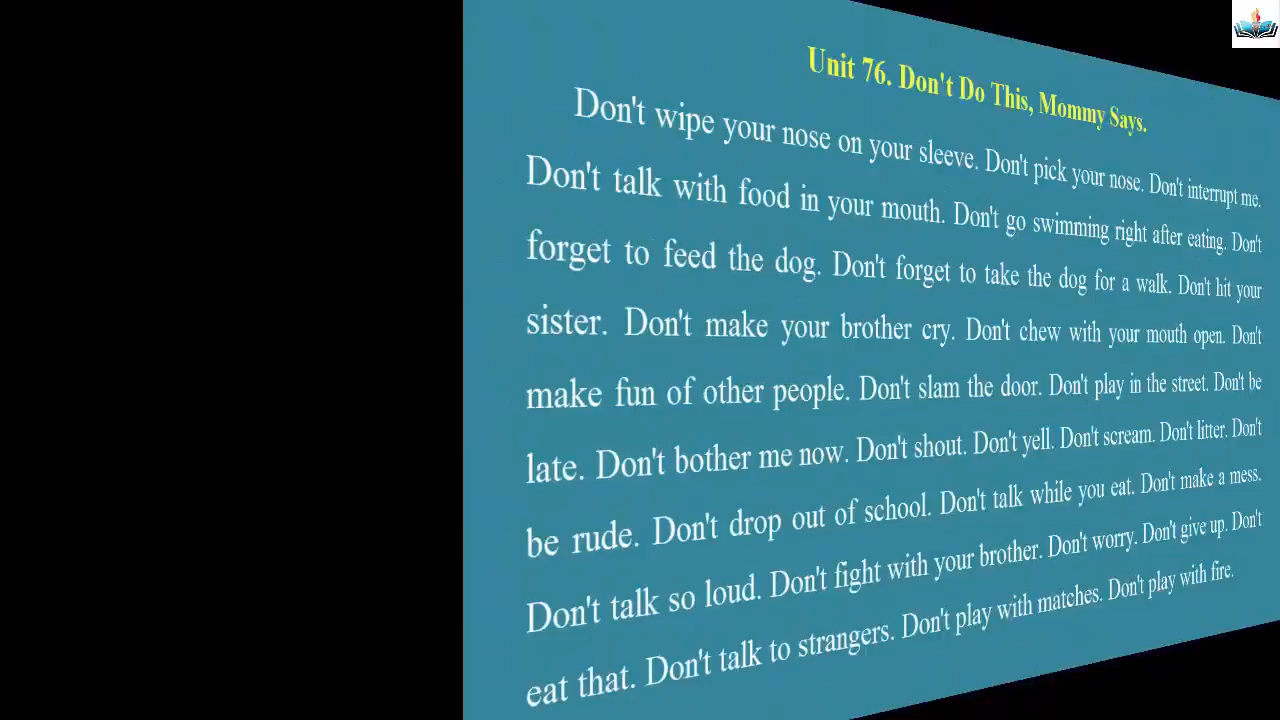 Unit 76. Don't Do This, Mommy Says.
Don't wipe your nose on your sleeve. Don't pick your nose. Don't interrupt me.
Don't talk with food in your mouth. Don't go swimming right after eating. Don't
forget to feed the dog. Don't forget to take the dog for a walk. Don't hit your
sister. Don't make your brother cry. Don't chew with your mouth open. Don't
make fun of other people. Don't slam the door. Don't play in the street. Don't be
late. Don't bother me now. Don't shout. Don't yell. Don't scream. Don't litter. Don't
be rude. Don't drop out of school. Don't talk while you eat. Don't make a mess.
Don't talk so loud. Don't fight with your brother. Don't worry. Don't give up. Don't
eat that. Don't talk to strangers. Don't play with matches. Don't play with fire.